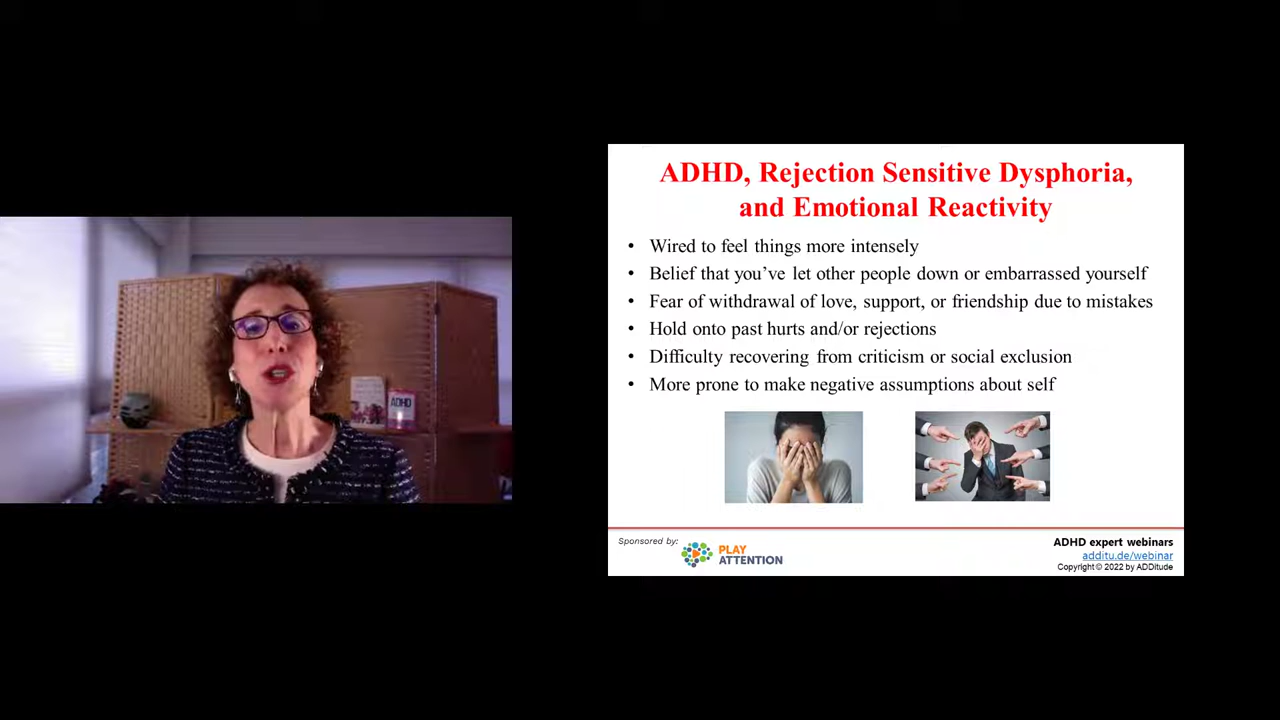 ADHD
ADHD, Rejection Sensitive Dysphoria,
and Emotional Reactivity
• Wired to feel things more intensely
• Belief that you’ve let other people down or embarrassed yourself
• Fear of withdrawal of love, support, or friendship due to mistakes
• Hold onto past hurts and/or rejections
• Difficulty recovering from criticism or social exclusion
• More prone to make negative assumptions about self
Sponsored by:
PLAY
ATTENTION
ADHD expert webinars
additu.de/webinar
Copyright © 2022 by ADDitude